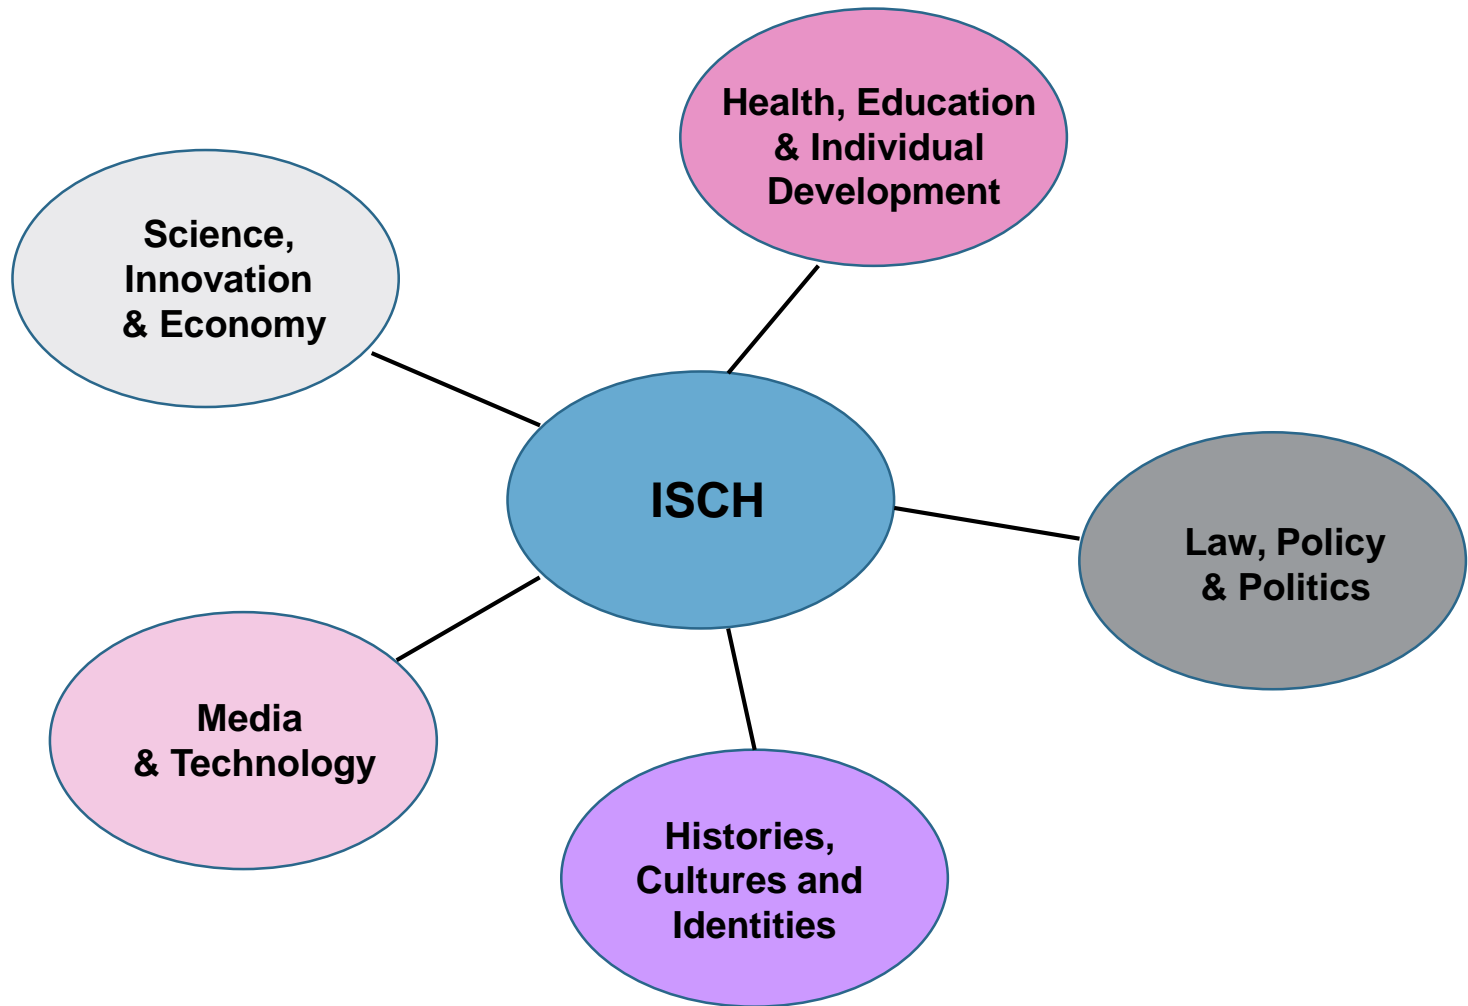 Health, Education
& Individual
Development
Science,
Innovation
& Economy
ISCH
Law, Policy
& Politics
Media
& Technology
Histories,
Cultures and
Identities